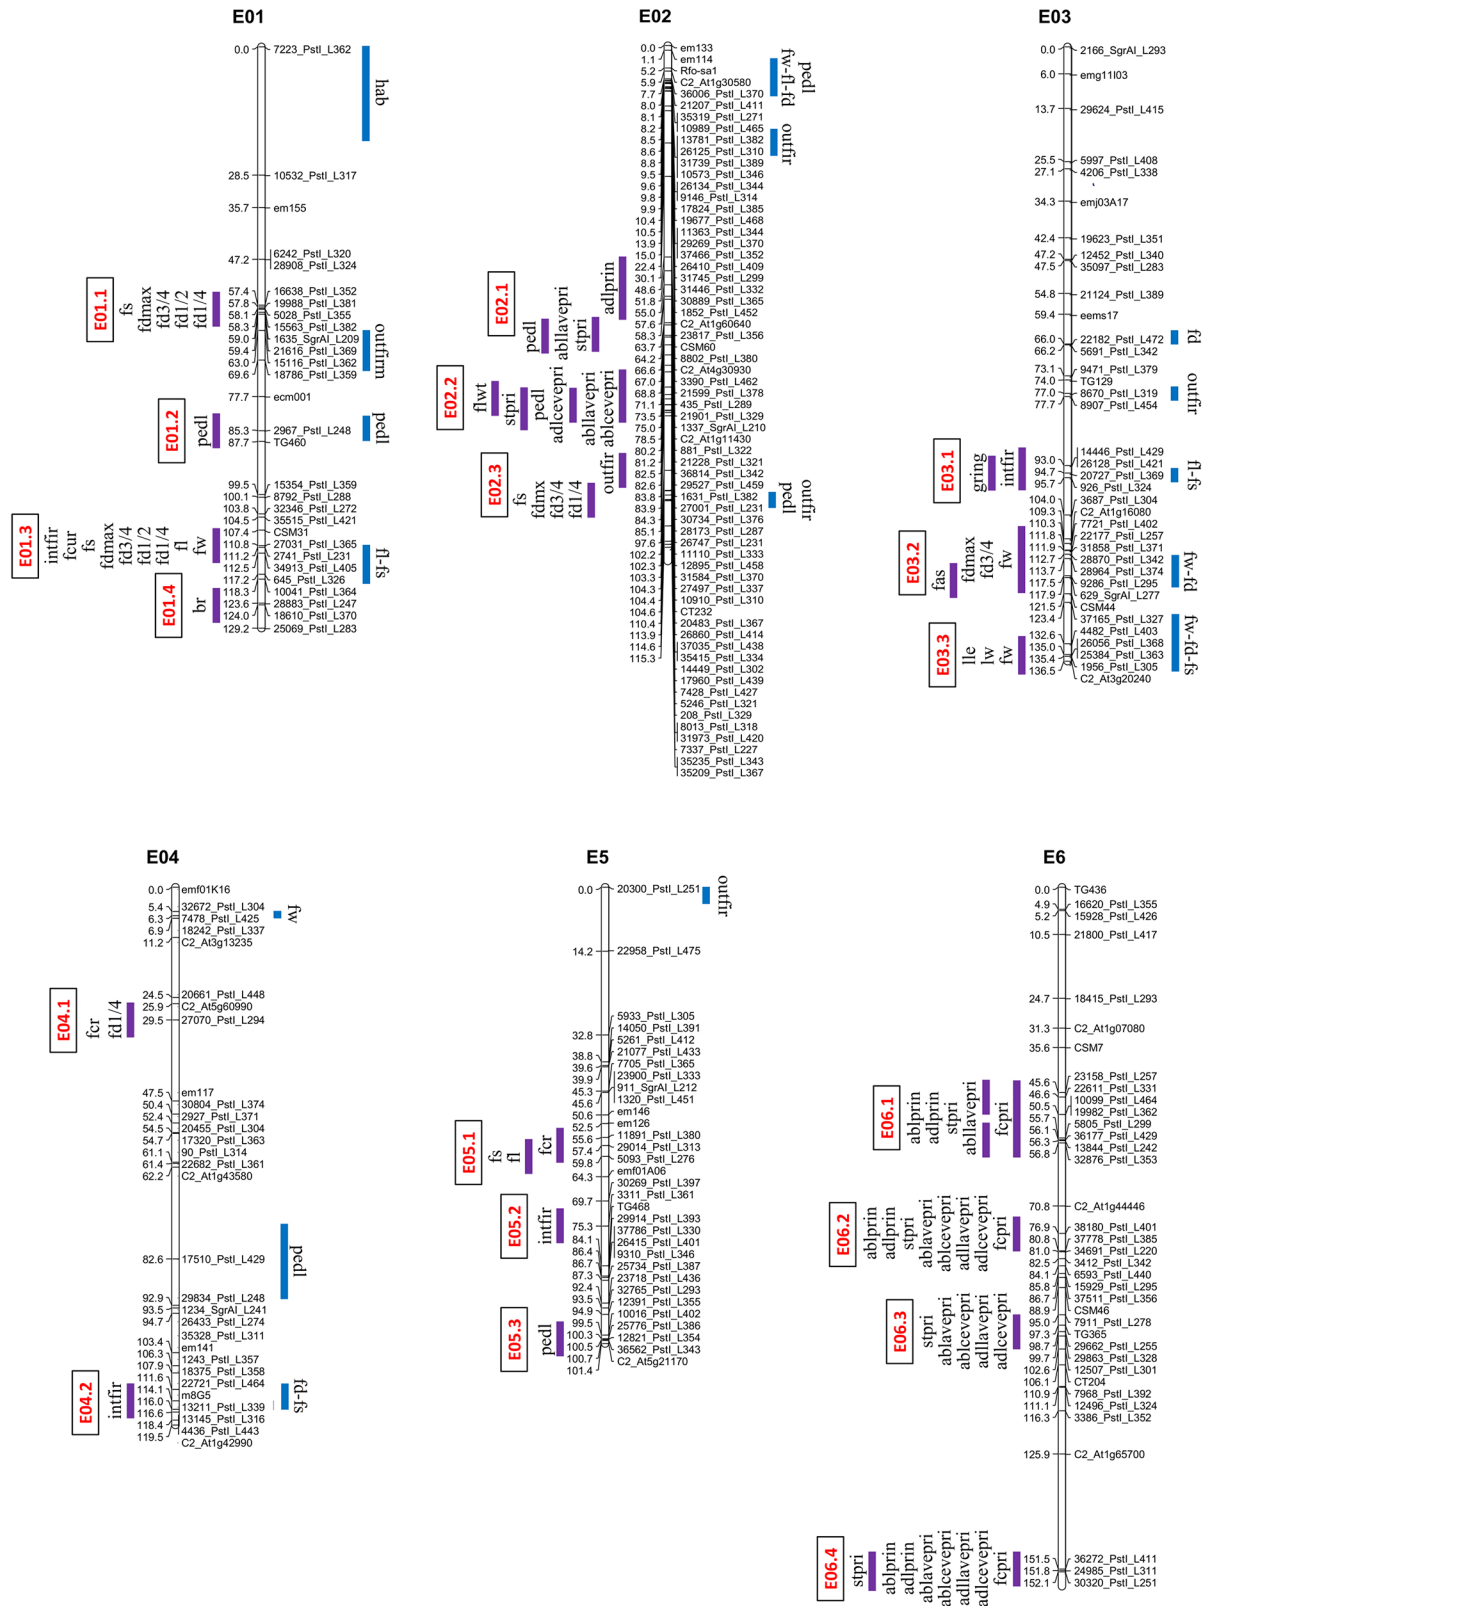 E01
0.0 7223_PstI_L362
28.5 10532_PstI_L317
35.7 em155
6242_PstI_L320
47.2
28908_PstI_L324
57.4 16638_PstI_L352
57.8 19988_PstI_L381
58.1 5028_PstI_L355
58.3 15563_PstI_L382
59.0 1635_SgrAI_L209
59.4 21616_PstI_L369
63.0 15116_PstI_L362
69.6 18786_PstI_L359
77.7 ecm001
85.3 2967_PstI_L248
87.7 TG460
99.5 15354_PstI_L359
100.1 8792_PstI_L288
103.8 32346_PstI_L272
104.5 35515_PstI_L421
107.4 CSM31
110.8 27031_PstI_L365
111.2 2741_PstI_L231
112.5 34913_PstI_L405
117.2 645_PstI_L326
118.3 10041_PstI_L364
123.6 28883_PstI_L247
124.0 18610_PstI_L370
129.2 25069_PstI_L283
hab
outfirm
pedl
fl-fs
E01.1
fs
fdmax
fd3/4
fd1/2
fd1/4
E01.2
pedl
E01.3
intfir
fcur
fs
fdmax
fd3/4
fd1/2
fd1/4
fl
fw
E01.4
br
E02
0.0 em133
1.1 em114
5.2 Rfo-sa1
5.9 C2_At1g30580
7.7 36006_PstI_L370
8.0 21207_PstI_L411
8.1 35319_PstI_L271
8.2 10989_PstI_L465
8.5 13781_PstI_L382
8.6 26125_PstI_L310
8.8 31739_PstI_L389
9.5 10573_PstI_L346
9.6 26134_PstI_L344
9.8 9146_PstI_L314
9.9 17824_PstI_L385
10.4 19677_PstI_L468
10.5 11363_PstI_L344
13.9 29269_PstI_L370
15.0 37466_PstI_L352
22.4 26410_PstI_L409
30.1 31745_PstI_L299
48.6 31446_PstI_L332
51.8 30889_PstI_L365
55.0 1852_PstI_L452
57.6 C2_At1g60640
58.3 23817_PstI_L356
63.7 CSM60
64.2 8802_PstI_L380
66.6 C2_At4g30930
67.0 3390_PstI_L462
68.8 21599_PstI_L378
71.1 435_PstI_L289
73.5 21901_PstI_L329
75.0 1337_SgrAI_L210
78.5 C2_At1g11430
80.2 881_PstI_L322
81.2 21228_PstI_L321
82.5 36814_PstI_L342
82.6 29527_PstI_L459
83.8 1631_PstI_L382
83.9 27001_PstI_L231
84.3 30734_PstI_L376
85.1 28173_PstI_L287
97.6 26747_PstI_L231
102.2 11110_PstI_L333
102.3 12895_PstI_L458
103.3 31584_PstI_L370
104.3 27497_PstI_L337
104.4 10910_PstI_L310
104.6 CT232
110.4 20483_PstI_L367
113.9 26860_PstI_L414
114.6 37035_PstI_L438
115.3 35415_PstI_L334
14449_PstI_L302
17960_PstI_L439
7428_PstI_L427
5246_PstI_L321
208_PstI_L329
8013_PstI_L318
31973_PstI_L420
7337_PstI_L227
35235_PstI_L343
35209_PstI_L367
pedl
fw-fl-fd
outfir
outfir
pedl
E02.1
pedl
abllavepri
stpri
adlprin
E02.2
flwt
stpri
pedl
adlcevepri
abllavepri
ablcevepri
E02.3
fs
fdmx
fd3/4
fd1/4
outfir
E03
0.0 2166_SgrAI_L293
6.0 emg11I03
13.7 29624_PstI_L415
25.5 5997_PstI_L408
27.1 4206_PstI_L338
34.3 emj03A17
42.4 19623_PstI_L351
47.2 12452_PstI_L340
47.5 35097_PstI_L283
54.8 21124_PstI_L389
59.4 eems17
66.0 22182_PstI_L472
66.2 5691_PstI_L342
73.1 9471_PstI_L379
74.0 TG129
77.0 8670_PstI_L319
77.7 8907_PstI_L454
14446_PstI_L429
93.0 26128_PstI_L421
94.7 20727_PstI_L369
95.7 926_PstI_L324
104.0 3687_PstI_L304
109.3 C2_At1g16080
110.3 7721_PstI_L402
111.8 22177_PstI_L257
111.9 31858_PstI_L371
112.7 28870_PstI_L342
113.7 28964_PstI_L374
117.5 9286_PstI_L295
117.9 629_SgrAI_L277
121.5 CSM44
123.4 37165_PstI_L327
132.6 4482_PstI_L403
135.0 26056_PstI_L368
135.4 25384_PstI_L363
136.5 1956_PstI_L305
C2_At3g20240
fd
outfir
fl-fs
fw-fd
fw-fd-fs
E03.1
gring
intfir
E03.2
fas
fdmax
fd3/4
fw
E03.3
lle
lw
fw
E04
0.0 emf01K16
5.4 32672_PstI_L304
6.3 7478_PstI_L425
6.9 18242_PstI_L337
11.2 C2_At3g13235
24.5 20661_PstI_L448
25.9 C2_At5g60990
29.5 27070_PstI_L294
47.5 em117
50.4 30804_PstI_L374
52.4 2927_PstI_L371
54.5 20455_PstI_L304
54.7 17320_PstI_L363
61.1 90_PstI_L314
61.4 22682_PstI_L361
62.2 C2_At1g43580
82.6 17510_PstI_L429
92.9 29834_PstI_L248
93.5 1234_SgrAI_L241
94.7 26433_PstI_L274
35328_PstI_L311
103.4 em141
106.3 1243_PstI_L357
107.9 18375_PstI_L358
111.6 22721_PstI_L464
114.1 m8G5
116.0 13211_PstI_L339
116.6 13145_PstI_L316
118.4 4436_PstI_L443
119.5 C2_At1g42990
fw
pedl
fd-fs
E04.1
fcr
fd1/4
E04.2
intfir
E5
0.0 20300_PstI_L251
14.2 22958_PstI_L475
5933_PstI_L305
14050_PstI_L391
32.8 5261_PstI_L412
38.8 21077_PstI_L433
39.6 7705_PstI_L365
39.9 23900_PstI_L333
45.3 911_SgrAI_L212
45.6 1320_PstI_L451
50.6 em146
52.5 em126
55.6 11891_PstI_L380
57.4 29014_PstI_L313
59.8 5093_PstI_L276
64.3 emf01A06
30269_PstI_L397
69.7 3311_PstI_L361
TG468
75.3 29914_PstI_L393
37786_PstI_L330
84.1 26415_PstI_L401
86.4 9310_PstI_L346
86.7 25734_PstI_L387
87.3 23718_PstI_L436
92.4 32765_PstI_L293
93.5 12391_PstI_L355
94.9 10016_PstI_L402
99.5 25776_PstI_L386
100.3 12821_PstI_L354
100.5 36562_PstI_L343
100.7 C2_At5g21170
101.4
outfir
E05.1
fs
fl
fcr
E05.2
intfir
E05.3
pedl
E6
0.0 TG436
4.9 16620_PstI_L355
5.2 15928_PstI_L426
10.5 21800_PstI_L417
24.7 18415_PstI_L293
31.3 C2_At1g07080
35.6 CSM7
23158_PstI_L257
45.6 22611_PstI_L331
46.6 10099_PstI_L464
50.5 19982_PstI_L362
55.7 5805_PstI_L299
56.1 36177_PstI_L429
56.3 13844_PstI_L242
56.8 32876_PstI_L353
70.8 C2_At1g44446
76.9 38180_PstI_L401
80.8 37778_PstI_L385
81.0 34691_PstI_L220
82.5 3412_PstI_L342
84.1 6593_PstI_L440
85.8 15929_PstI_L295
86.7 37511_PstI_L356
88.9 CSM46
95.0 7911_PstI_L278
97.3 TG365
98.7 29662_PstI_L255
99.7 29863_PstI_L328
102.6 12507_PstI_L301
106.1 CT204
110.9 7968_PstI_L392
111.1 12496_PstI_L324
116.3 3386_PstI_L352
125.9 C2_At1g65700
151.5 36272_PstI_L411
151.8 24985_PstI_L311
152.1 30320_PstI_L251
E06.1
ablprin
adlprin
stpri
abllavepri
fcpri
E06.2
ablprin
adlprin
stpri
ablavepri
ablcevepri
adllavepri
adlcevepri
fcpri
E06.3
stpri
ablavepri
ablcevepri
adllavepri
adlcevepri
E06.4
stpri
ablprin
adlprin
ablavepri
ablcevepri
adllavepri
adlcevepri
fcpri